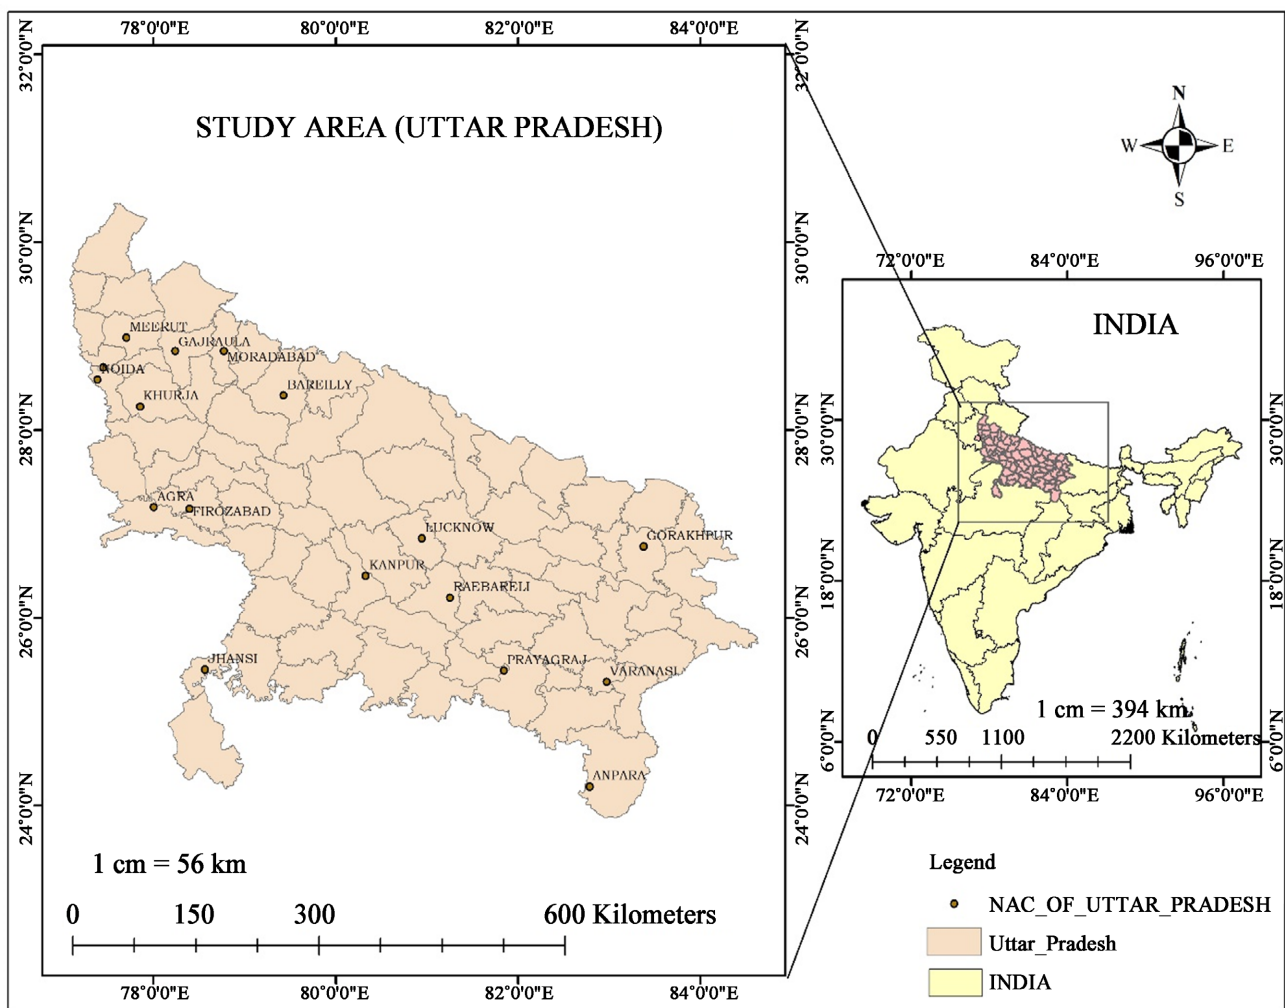 78°0'0"E 80°0'0"E 82°0'0"E 84°0'0"E
32°0'0"N
32°0'0"N
STUDY AREA (UTTAR PRADESH)
N
W E
S
30°0'0"N
30°0'0"N
72°0'0"E 84°0'0"E 96°0'0"E
INDIA
MEERUT
GAJRAULA
MORADABAD
NOIDA
BAREILLY
KHURJA
28°0'0"N
28°0'0"N
30°0'0"N
30°0'0"N
AGRA
FIROZABAD
LUCKNOW
GORAKHPUR
KANPUR
RAEBARELI
26°0'0"N
26°0'0"N
18°0'0"N
18°0'0"N
JHANSI
PRAYAGRAJ
VARANASI
1 cm = 394 km
0 550 1100 2200 Kilometers
6°0'0"N
6°0'0"N
ANPARA
24°0'0"N
24°0'0"N
72°0'0"E 84°0'0"E 96°0'0"E
1 cm = 56 km
0 150 300 600 Kilometers
78°0'0"E 80°0'0"E 82°0'0"E 84°0'0"E
Legend
NAC_OF_UTTAR_PRADESH
Uttar_Pradesh
INDIA